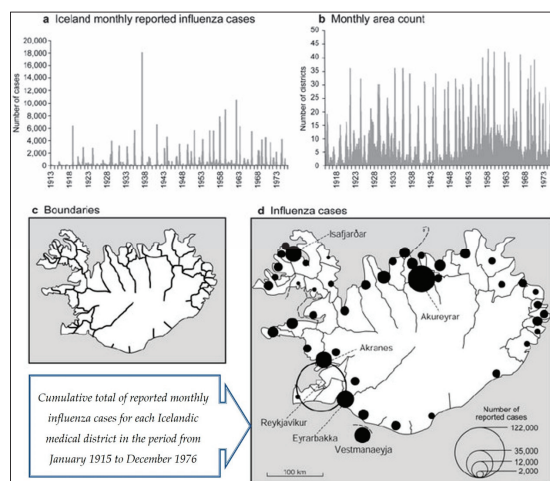 a Iceland monthly reported influenza cases
Number of cases
20,000
18,000
16,000
14,000
12,000
10,000
8,000
6,000
4,000
2,000
0
1913
1918
1923
1928
1933
1938
1943
1948
1953
1958
1963
1968
1973
b Monthly area count
Number of districts
50
45
40
35
30
25
20
15
10
5
0
1918
1923
1928
1933
1938
1943
1948
1953
1958
1963
1968
1973
c Boundaries
d Influenza cases
Isafjarðar
Akureyrar
Akranes
Reykjavikur
Eyrarbakka
Vestmanaeyja
100 km
Number of
reported cases
122,000
35,000
12,000
2,000
Cumulative total of reported monthly
influenza cases for each Icelandic
medical district in the period from
January 1915 to December 1976